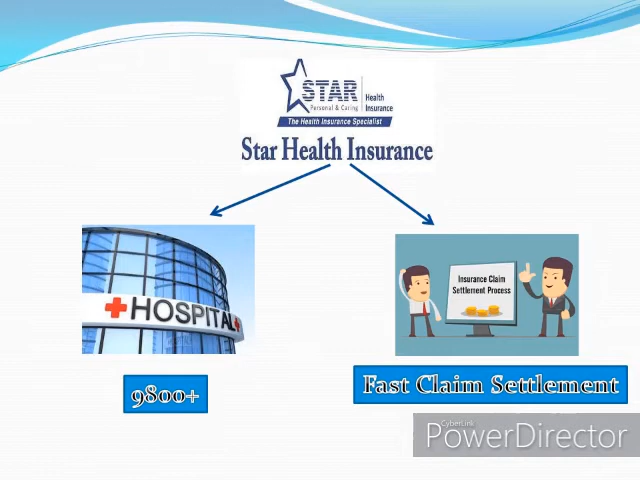 STAR
Personal & Caring
Health
Insurance
The Health Insurance Specialist
Star Health Insurance
HOSPITAL
Insurance Claim
Settlement Process
9800+
Fast Claim Settlement
CyberLink
PowerDirector